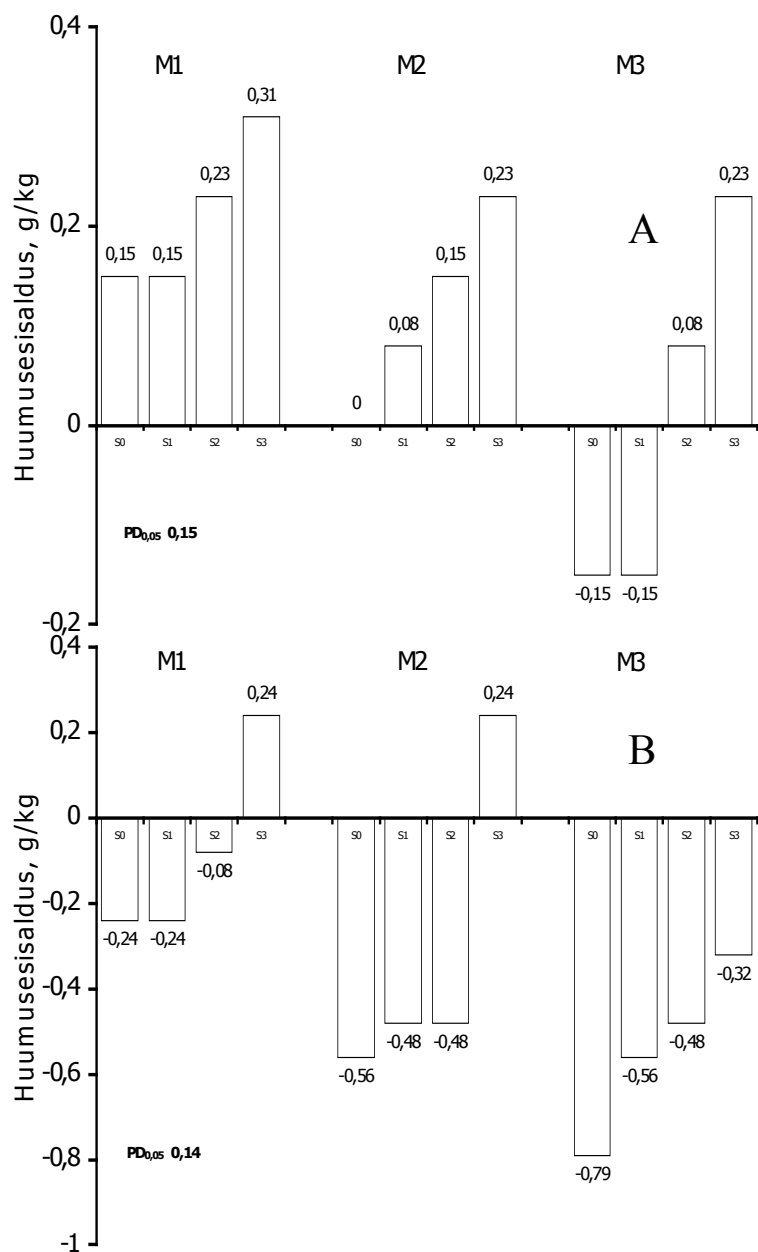 0,4
M1 M2 M3
0,31
0,23 0,23 0,23
A
0,2
0,15 0,15 0,15
0,08 0,08
0
0
S0 S1 S2 S3 S0 S1 S2 S3 S0 S1 S2 S3
Huumusesisaldus, g/kg
PD0,05 0,15
-0,15 -0,15
-0,2
0,4
M1 M2 M3
0,24 0,24
0,2
B
0
S0 S1 S2 S3 S0 S1 S2 S3 S0 S1 S2 S3
Huumusesisaldus, g/kg
-0,08
-0,2
-0,24 -0,24
-0,32
-0,4
-0,48 -0,48 -0,48
-0,56 -0,56
-0,6
-0,79
-0,8
PD0,05 0,14
-1